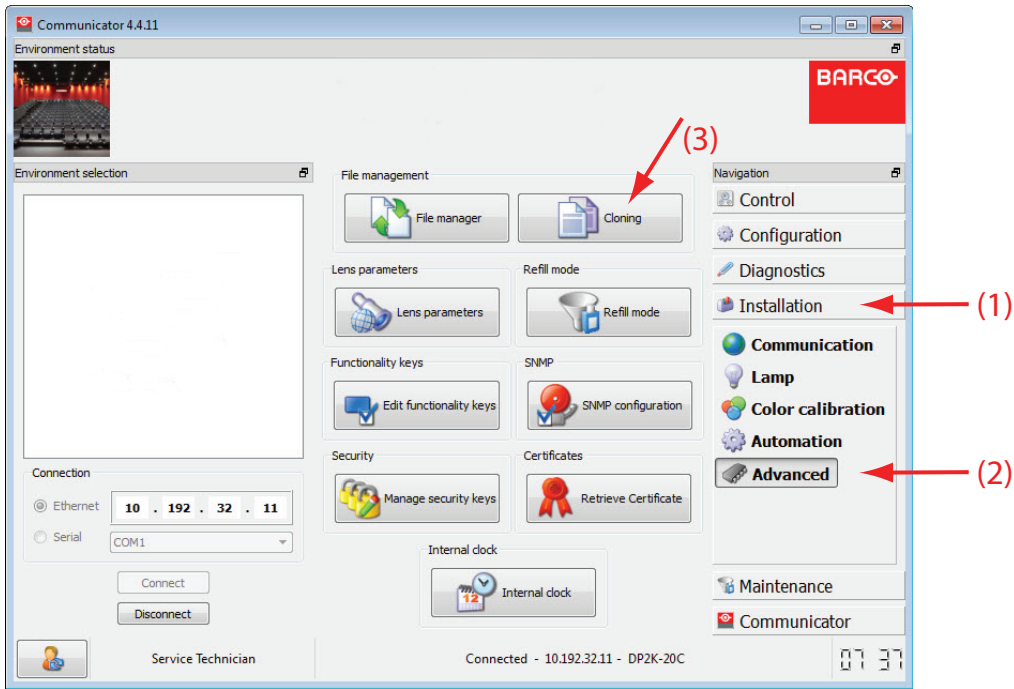 Communicator 4.4.11
Environment status
BARCO
(3)
Environment selection
File management
File manager
Cloning
Lens parameters
Lens parameters
Refill mode
Refill mode
Functionality keys
Edit functionality keys
SNMP
SNMP configuration
Security
Manage security keys
Certificates
Retrieve Certificate
Internal clock
12
Internal clock
Navigation
Control
Configuration
Diagnostics
Installation
(1)
Communication
Lamp
Color calibration
Automation
Advanced
(2)
Maintenance
Communicator
Connection
Ethernet
10 . 192 . 32 . 11
Serial
COM1
Connect
Disconnect
Service Technician
Connected - 10.192.32.11 - DP2K-20C
07 37